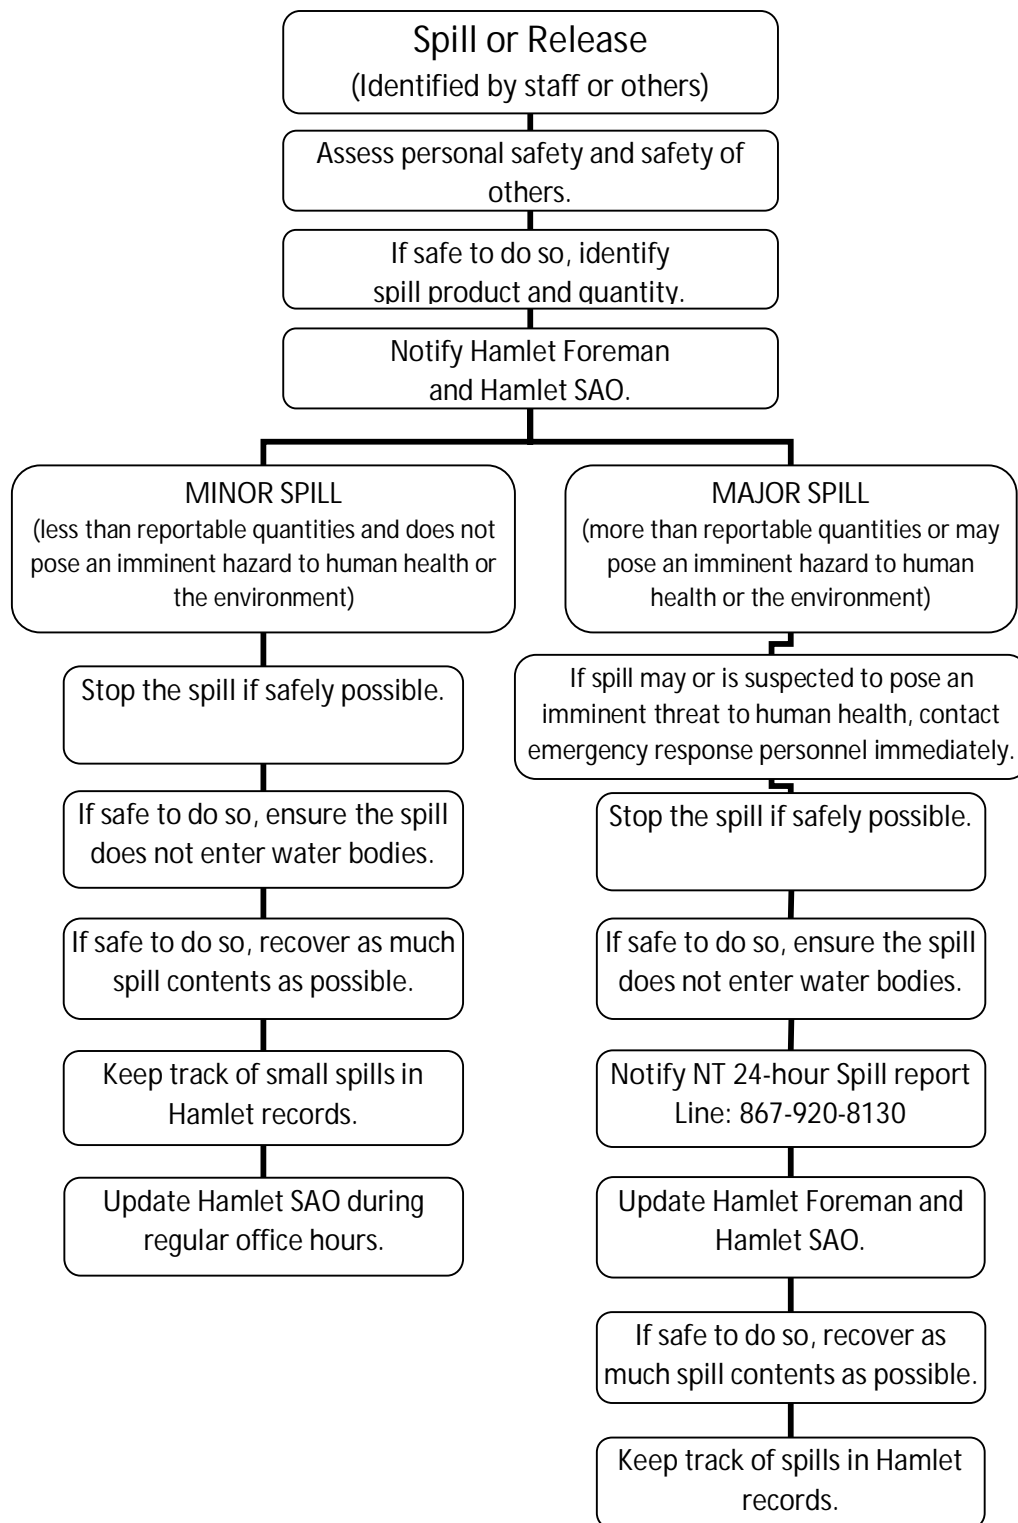 Spill or Release
(Identified by staff or others)
Assess personal safety and safety of
others.
If safe to do so, identify
spill product and quantity.
Notify Hamlet Foreman
and Hamlet SAO.
MINOR SPILL
(less than reportable quantities and does not
pose an imminent hazard to human health or
the environment)
Stop the spill if safely possible.
If safe to do so, ensure the spill
does not enter water bodies.
If safe to do so, recover as much
spill contents as possible.
Keep track of small spills in
Hamlet records.
Update Hamlet SAO during
regular office hours.
MAJOR SPILL
(more than reportable quantities or may
pose an imminent hazard to human
health or the environment)
If spill may or is suspected to pose an
imminent threat to human health, contact
emergency response personnel immediately.
Stop the spill if safely possible.
If safe to do so, ensure the spill
does not enter water bodies.
Notify NT 24-hour Spill report
Line: 867-920-8130
Update Hamlet Foreman and
Hamlet SAO.
If safe to do so, recover as
much spill contents as possible.
Keep track of spills in Hamlet
records.